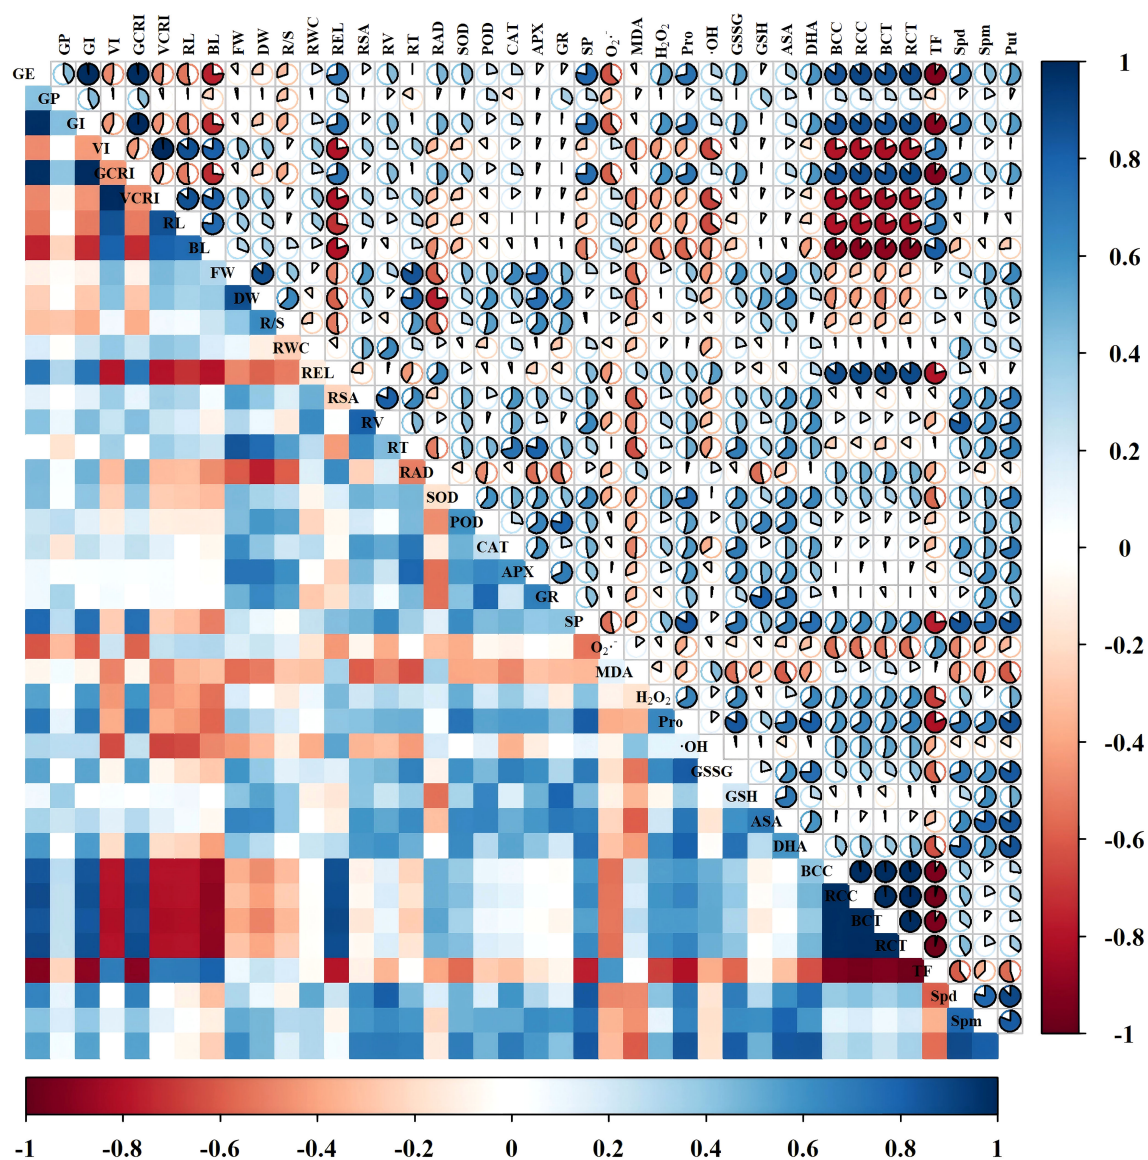 GP GI VI GCRI VCRI RL BL FW DW R/S RWC REL RSA RV RT RAD SOD POD CAT APX GR SP O₂·⁻ MDA H₂O₂ Pro ·OH GSSG GSH ASA DHA BCC RCC BCT RCT TF Spd Spm Put
GE
GP
GI
VI
GCRI
VCRI
RL
BL
FW
DW
R/S
RWC
REL
RSA
RV
RT
RAD
SOD
POD
CAT
APX
GR
SP
O₂·⁻
MDA
H₂O₂
Pro
·OH
GSSG
GSH
ASA
DHA
BCC
RCC
BCT
RCT
TF
Spd
Spm
1
0.8
0.6
0.4
0.2
0
-0.2
-0.4
-0.6
-0.8
-1
-1 -0.8 -0.6 -0.4 -0.2 0 0.2 0.4 0.6 0.8 1